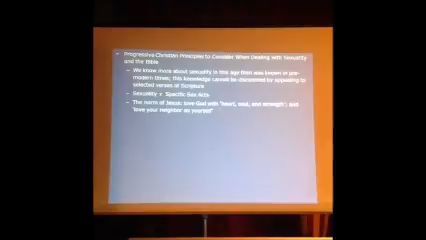 - Progressive Christian Principles to Consider When Dealing with Sexuality
and the Bible
– We know more about sexuality in this age than was known in pre-
modern times; this knowledge cannot be discounted by appealing to
selected verses of Scripture
– Sexuality ≠ Specific Sex Acts
– The norm of Jesus: love God with "heart, soul, and strength"; and
"love your neighbor as yourself"